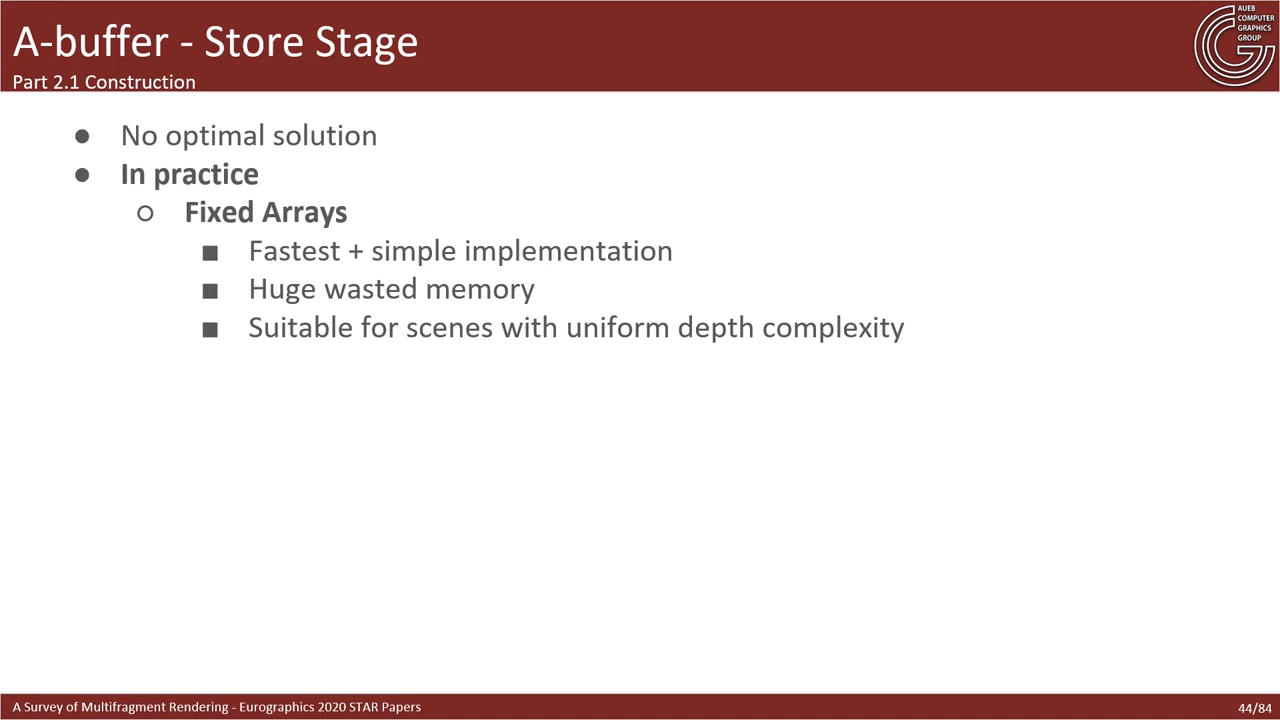 A-buffer - Store Stage
Part 2.1 Construction
AUEB
COMPUTER
GRAPHICS
GROUP
● No optimal solution
● In practice
○ Fixed Arrays
■ Fastest + simple implementation
■ Huge wasted memory
■ Suitable for scenes with uniform depth complexity
A Survey of Multifragment Rendering - Eurographics 2020 STAR Papers
44/84